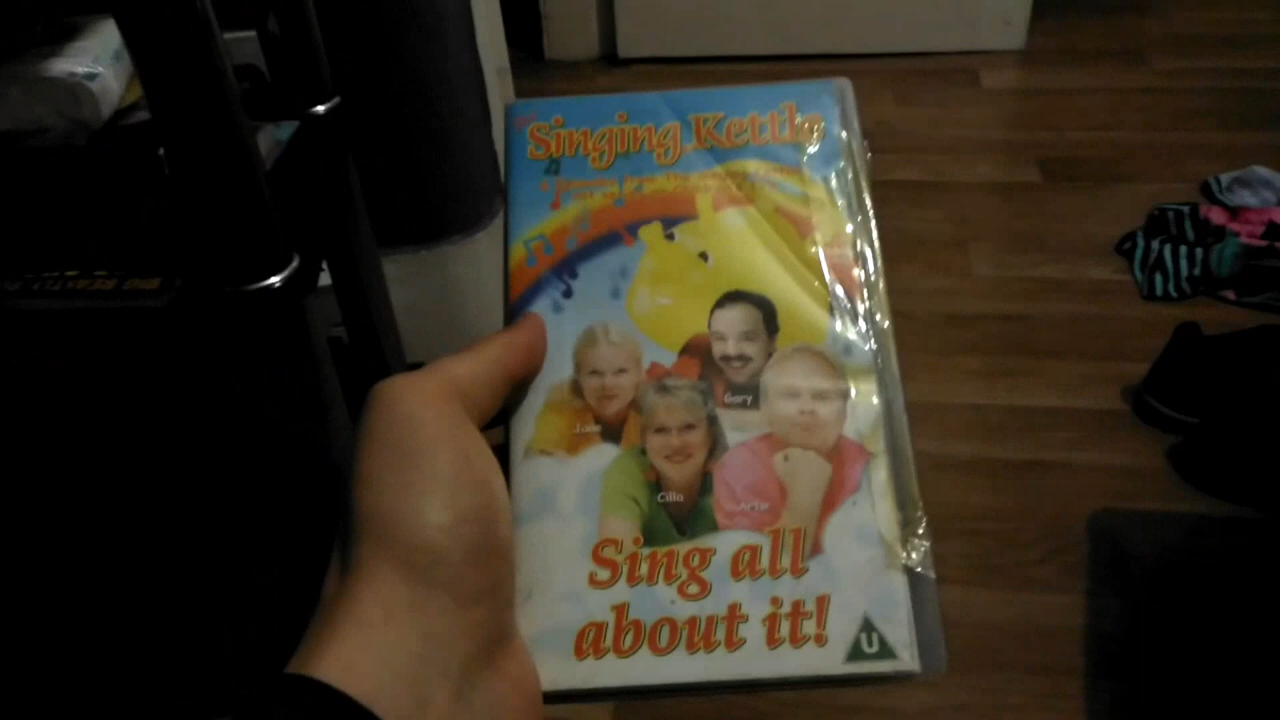 Singing Kettle
Gary
Jane
Cilla
Artie
Sing all
about it!
U